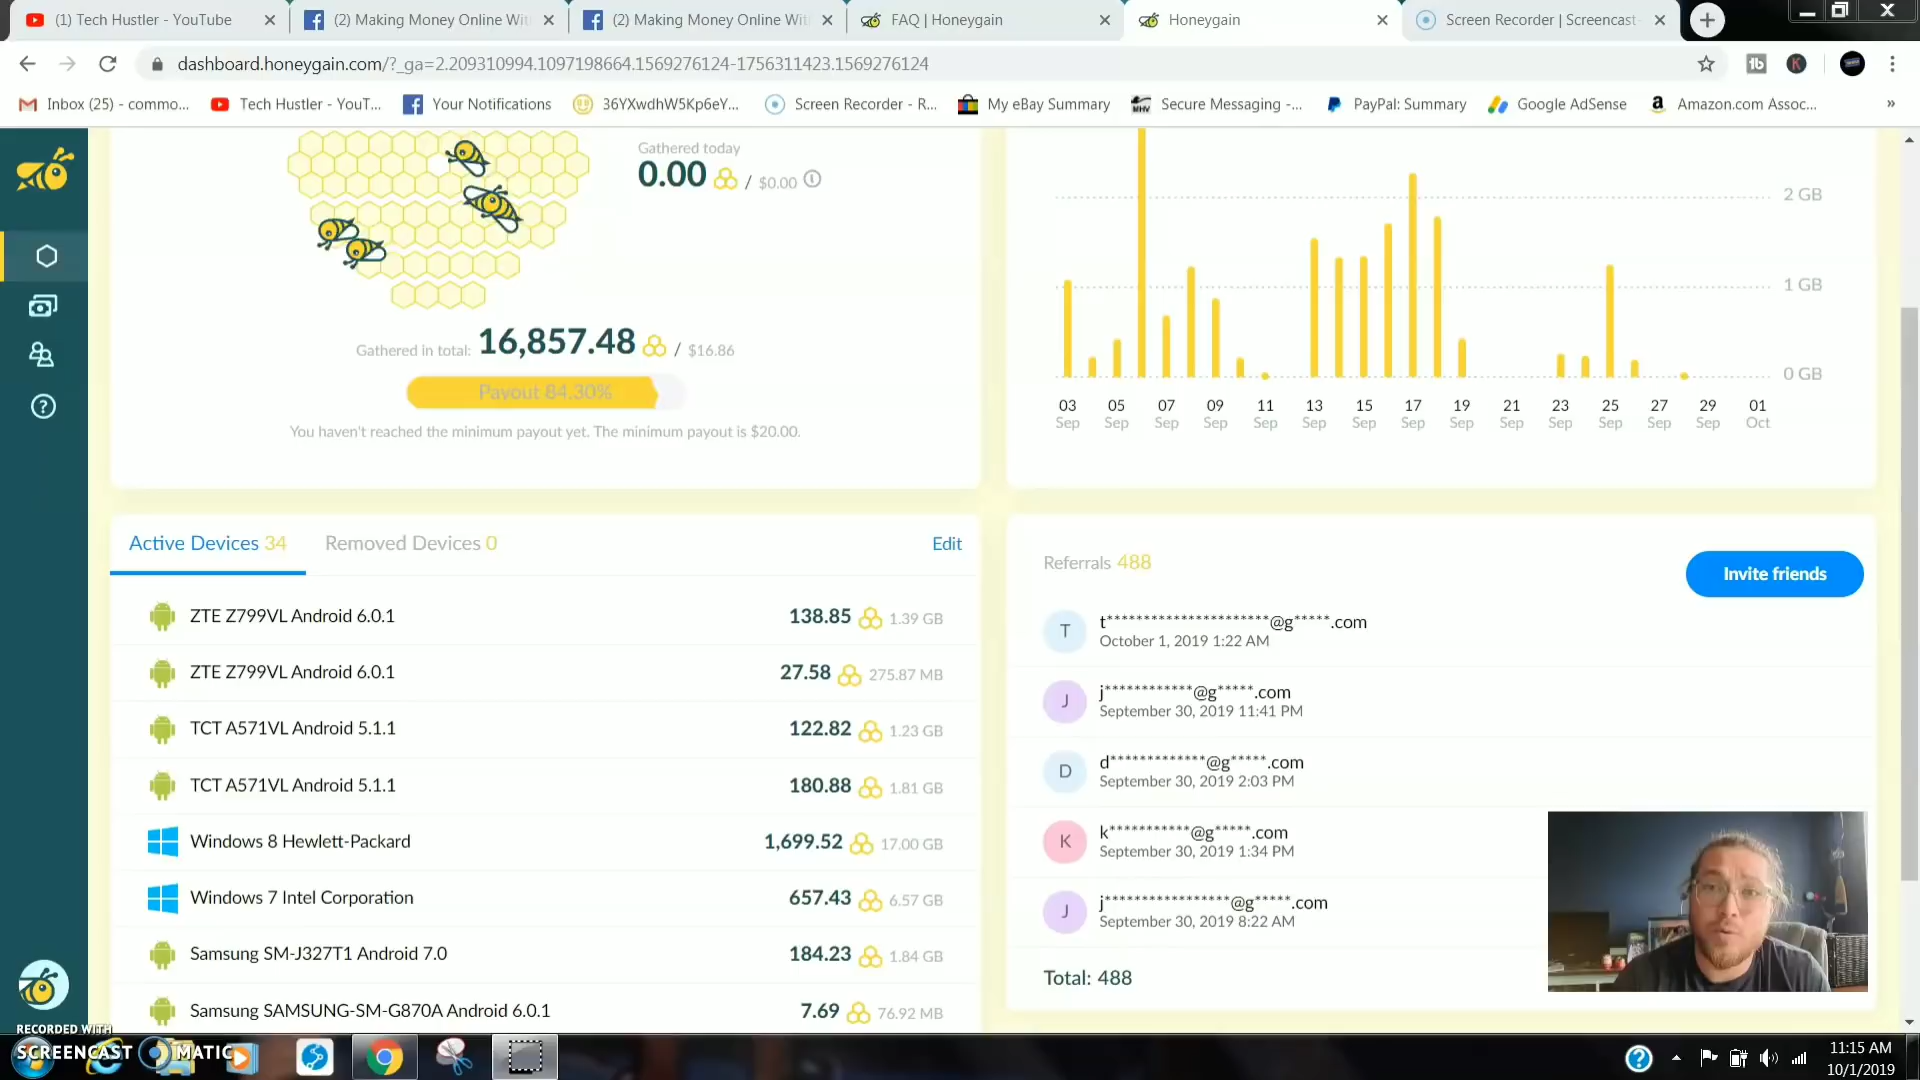 (1) Tech Hustler - YouTube
(2) Making Money Online Wit
(2) Making Money Online Wit
FAQ | Honeygain
Honeygain
Screen Recorder | Screencast-
dashboard.honeygain.com/?_ga=2.209310994.1097198664.1569276124-1756311423.1569276124
Inbox (25) - commo...
Tech Hustler - YouT...
Your Notifications
36YXwdhW5Kp6eY...
Screen Recorder - R...
My eBay Summary
Secure Messaging -...
PayPal: Summary
Google AdSense
Amazon.com Assoc...
»
Gathered today
0.00 / $0.00
Gathered in total: 16,857.48 / $16.86
Payout 84.30%
You haven't reached the minimum payout yet. The minimum payout is $20.00.
2 GB
1 GB
0 GB
03 05 07 09 11 13 15 17 19 21 23 25 27 29 01
Sep Sep Sep Sep Sep Sep Sep Sep Sep Sep Sep Sep Sep Sep Oct
Active Devices 34
Removed Devices 0
Edit
ZTE Z799VL Android 6.0.1 138.85 1.39 GB
ZTE Z799VL Android 6.0.1 27.58 275.87 MB
TCT A571VL Android 5.1.1 122.82 1.23 GB
TCT A571VL Android 5.1.1 180.88 1.81 GB
Windows 8 Hewlett-Packard 1,699.52 17.00 GB
Windows 7 Intel Corporation 657.43 6.57 GB
Samsung SM-J327T1 Android 7.0 184.23 1.84 GB
Samsung SAMSUNG-SM-G870A Android 6.0.1 7.69 76.92 MB
Referrals 488
Invite friends
T
t**********************@g*****.com
October 1, 2019 1:22 AM
J
j************@g*****.com
September 30, 2019 11:41 PM
D
d*************@g*****.com
September 30, 2019 2:03 PM
K
k***********@g*****.com
September 30, 2019 1:34 PM
J
j*****************@g*****.com
September 30, 2019 8:22 AM
Total: 488
RECORDED WITH
SCREENCAST MATIC
11:15 AM
10/1/2019